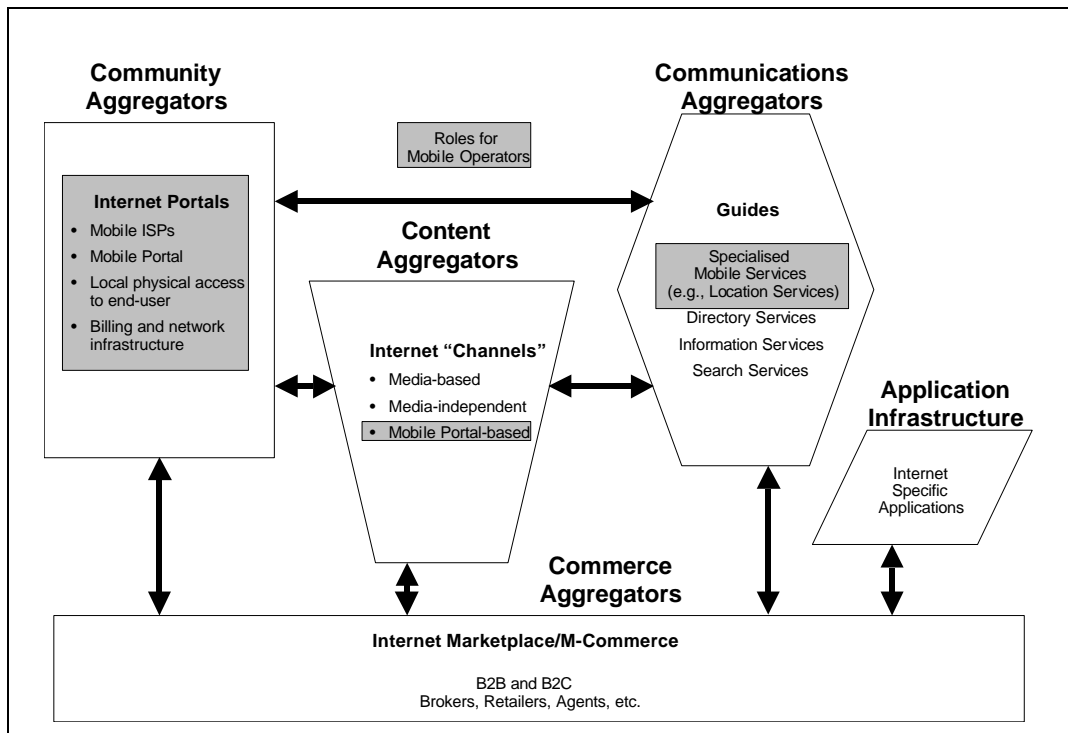 Community
Aggregators
Communications
Aggregators
Roles for
Mobile Operators
Internet Portals
• Mobile ISPs
• Mobile Portal
• Local physical access
to end-user
• Billing and network
infrastructure
Content
Aggregators
Internet “Channels”
• Media-based
• Media-independent
• Mobile Portal-based
Guides
Specialised
Mobile Services
(e.g., Location Services)
Directory Services
Information Services
Search Services
Application
Infrastructure
Internet
Specific
Applications
Commerce
Aggregators
Internet Marketplace/M-Commerce
B2B and B2C
Brokers, Retailers, Agents, etc.